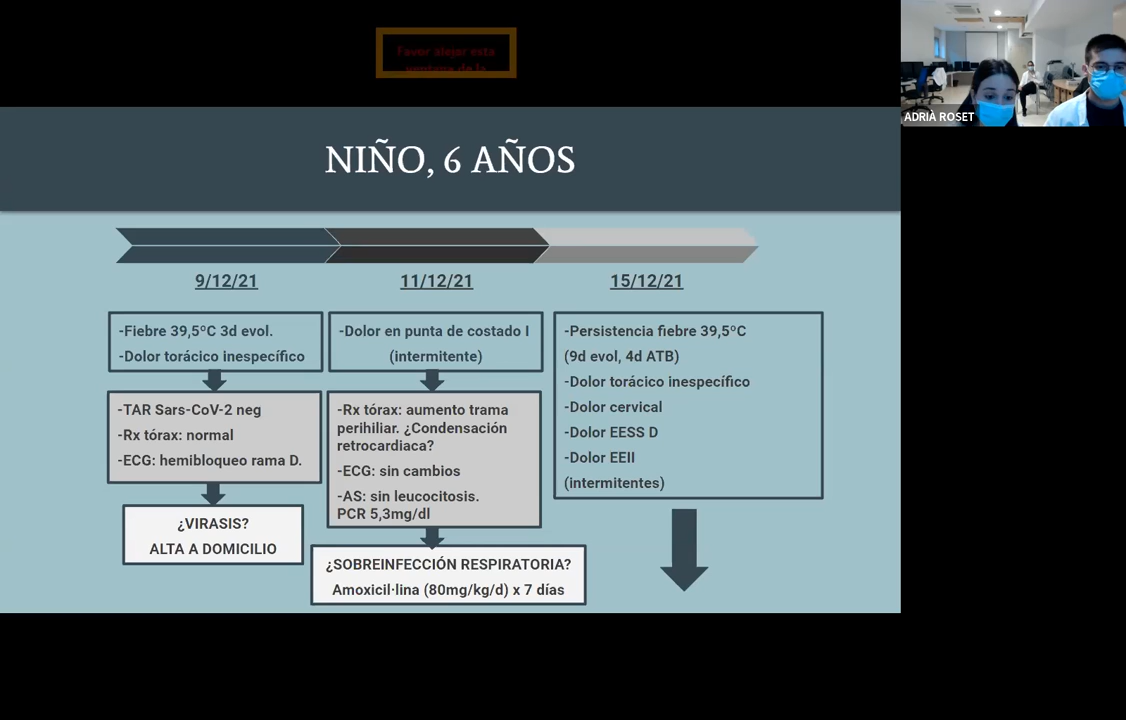 Favor alejar esta
ventana de la
ADRIÀ ROSET
NIÑO, 6 AÑOS
9/12/21
11/12/21
15/12/21
-Fiebre 39,5ºC 3d evol.
-Dolor torácico inespecífico
-TAR Sars-CoV-2 neg
-Rx tórax: normal
-ECG: hemibloqueo rama D.
¿VIRASIS?
ALTA A DOMICILIO
-Dolor en punta de costado I
(intermitente)
-Rx tórax: aumento trama
perihiliar. ¿Condensación
retrocardiaca?
-ECG: sin cambios
-AS: sin leucocitosis.
PCR 5,3mg/dl
¿SOBREINFECCIÓN RESPIRATORIA?
Amoxicil·lina (80mg/kg/d) x 7 días
-Persistencia fiebre 39,5ºC
(9d evol, 4d ATB)
-Dolor torácico inespecífico
-Dolor cervical
-Dolor EESS D
-Dolor EEII
(intermitentes)